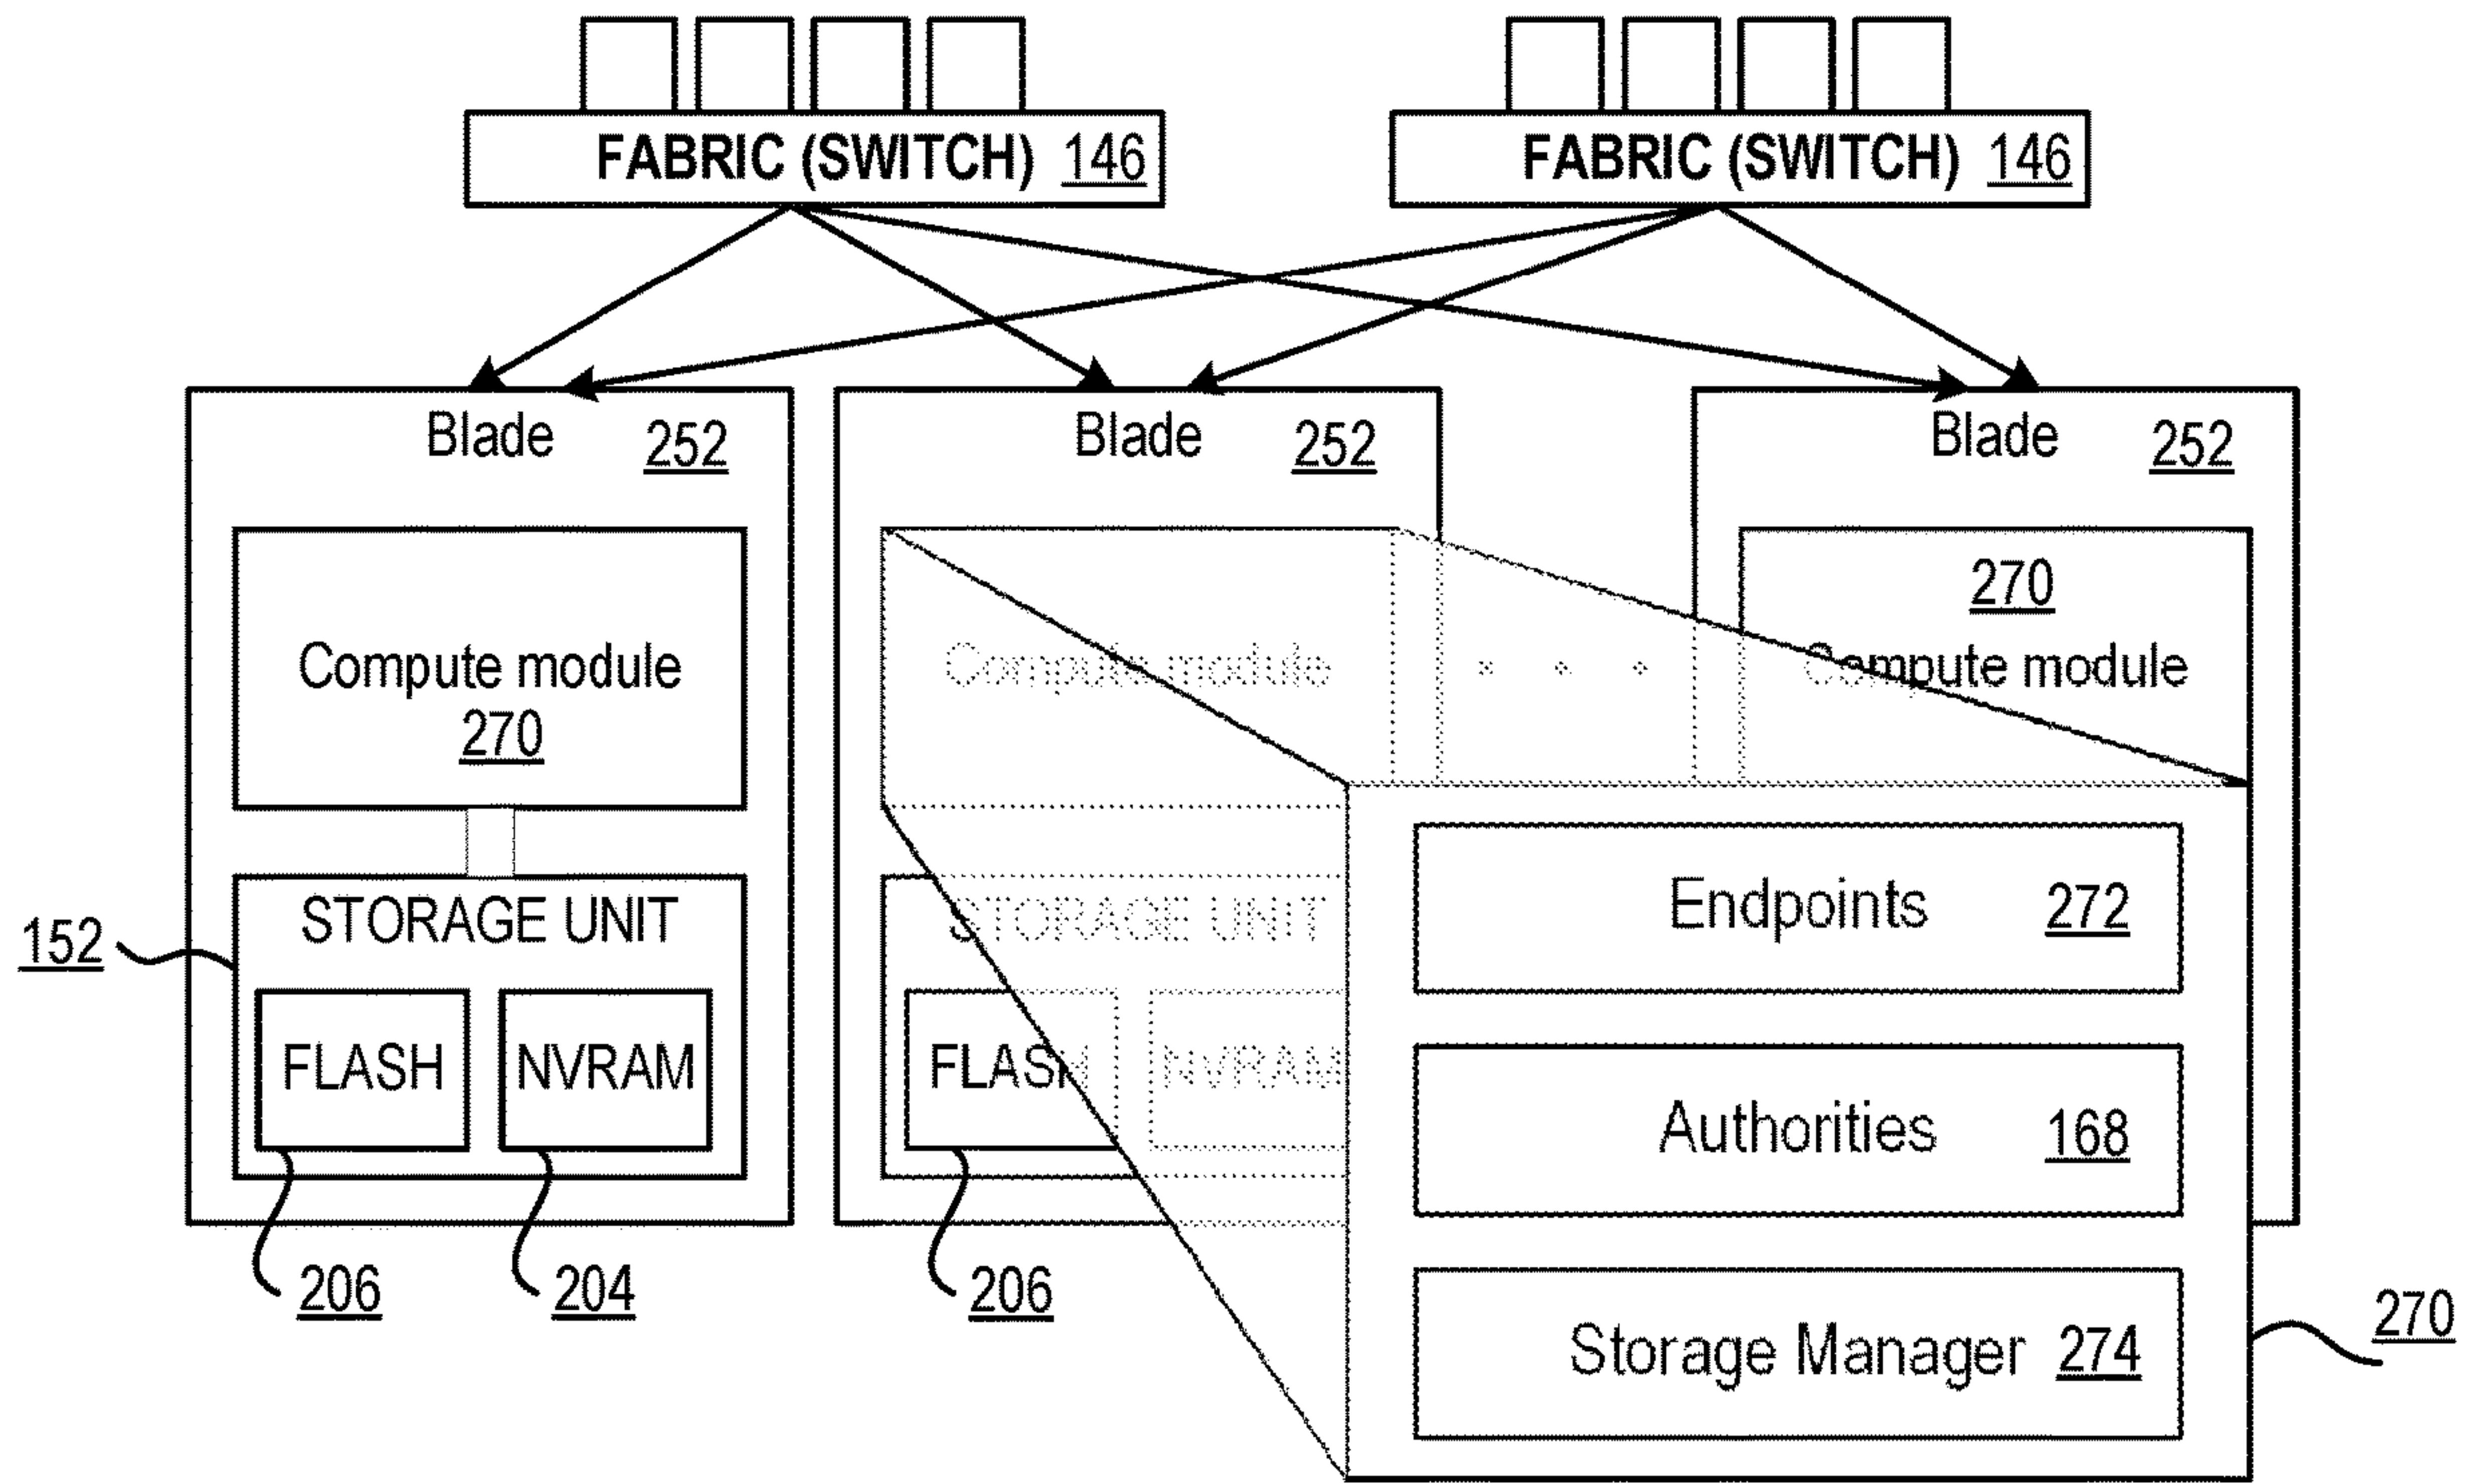 FABRIC (SWITCH) 146
FABRIC (SWITCH) 146
Blade 252
Blade 252
Blade 252
Compute module
270
Compute module
270
Compute module
STORAGE UNIT
152
FLASH
NVRAM
206
204
STORAGE UNIT
FLASH
NVRAM
206
Endpoints 272
Authorities 168
Storage Manager 274
270